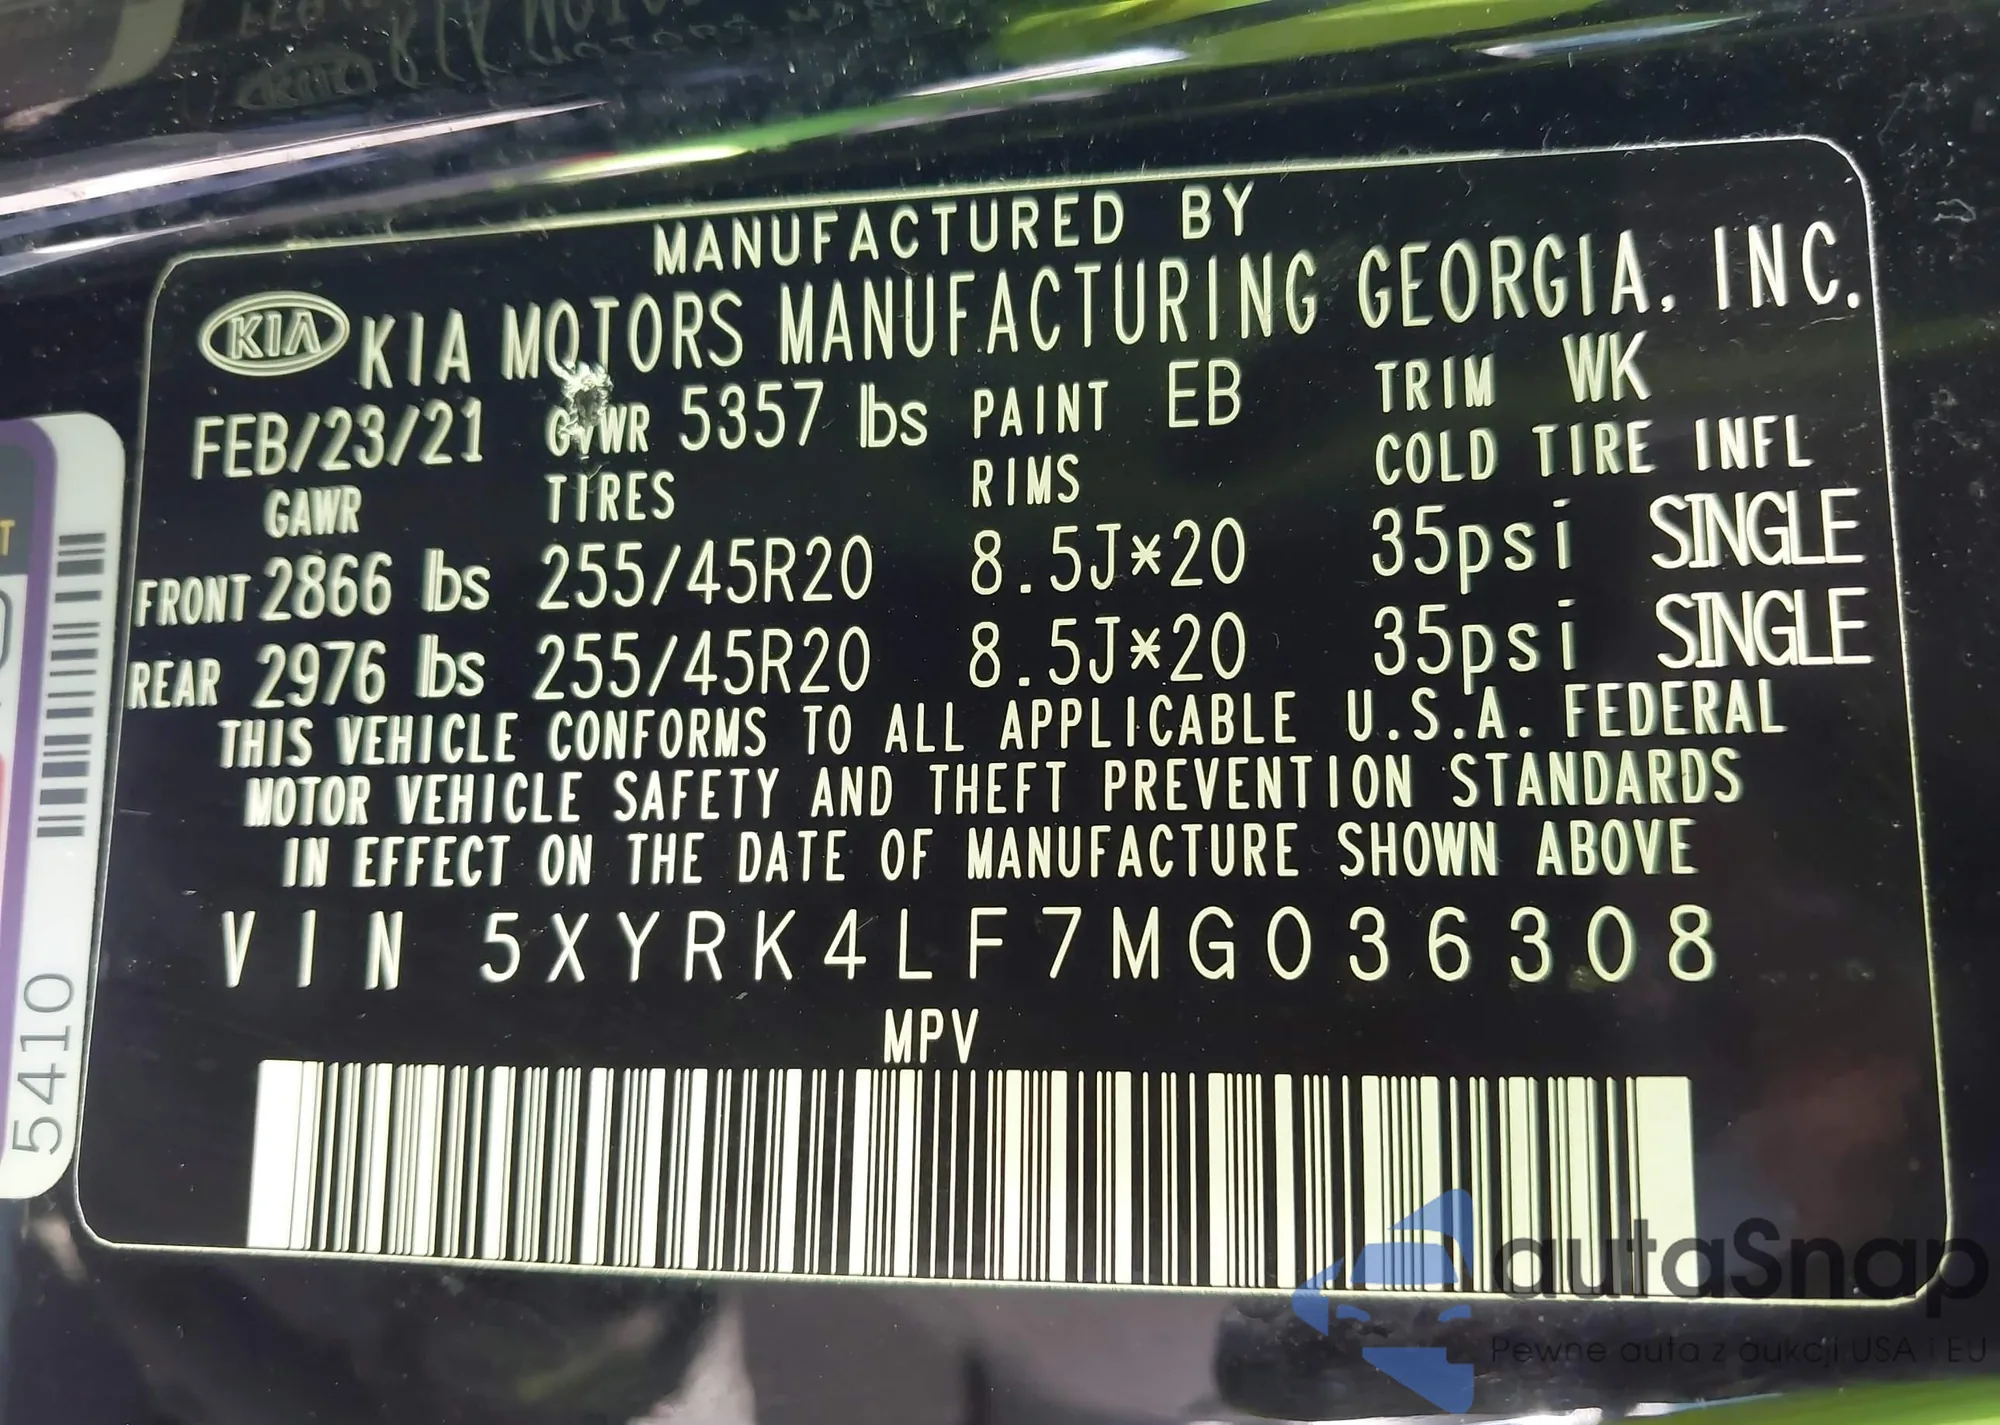 MANUFACTURED BY
KIA KIA MOTORS MANUFACTURING GEORGIA, INC.
FEB/23/21 GVWR 5357 lbs PAINT EB TRIM WK
GAWR TIRES RIMS COLD TIRE INFL
FRONT 2866 lbs 255/45R20 8.5J*20 35psi SINGLE
REAR 2976 lbs 255/45R20 8.5J*20 35psi SINGLE
THIS VEHICLE CONFORMS TO ALL APPLICABLE U.S.A. FEDERAL
MOTOR VEHICLE SAFETY AND THEFT PREVENTION STANDARDS
IN EFFECT ON THE DATE OF MANUFACTURE SHOWN ABOVE
VIN 5XYRK4LF7MG036308
MPV
5410
autaSnap
Pewne auta z aukcji USA i EU